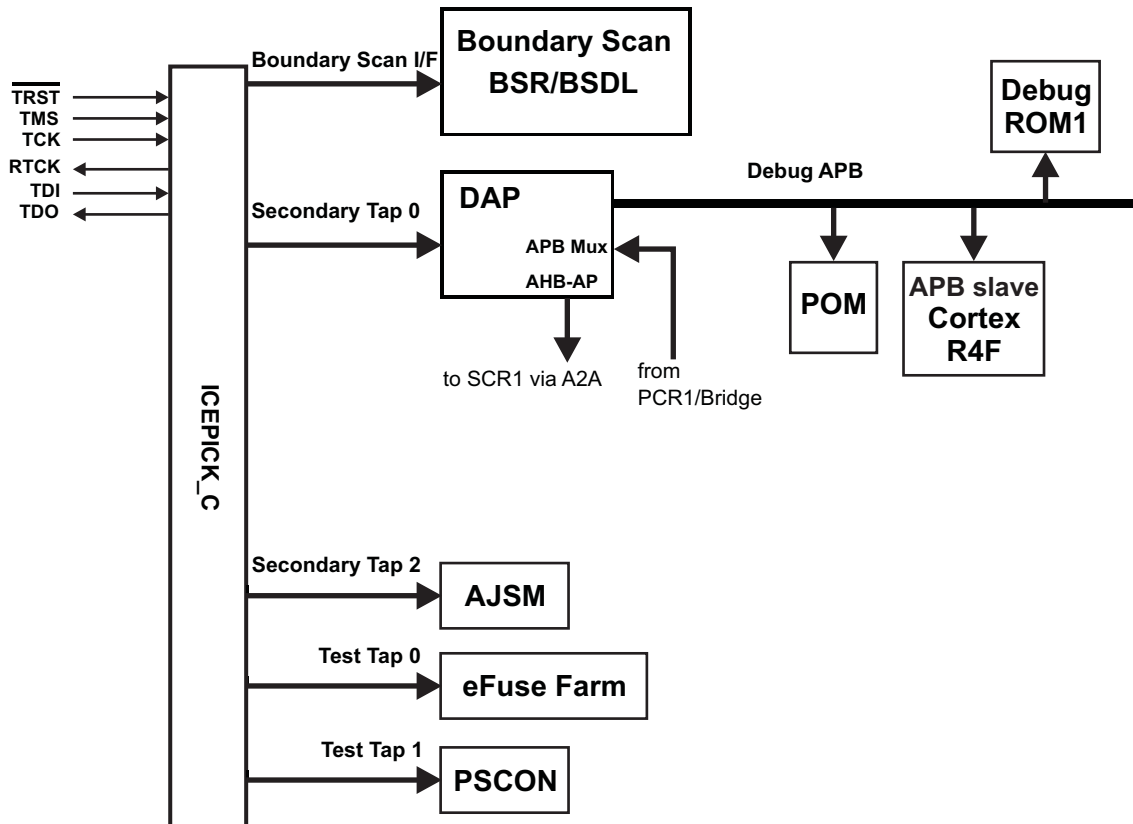 Boundary Scan I/F
Boundary Scan
BSR/BSDL
TRST
TMS
TCK
RTCK
TDI
TDO
ICEPICK_C
Secondary Tap 0
DAP
APB Mux
AHB-AP
to SCR1 via A2A
from
PCR1/Bridge
Debug APB
Debug
ROM1
POM
APB slave
Cortex
R4F
Secondary Tap 2
AJSM
Test Tap 0
eFuse Farm
Test Tap 1
PSCON